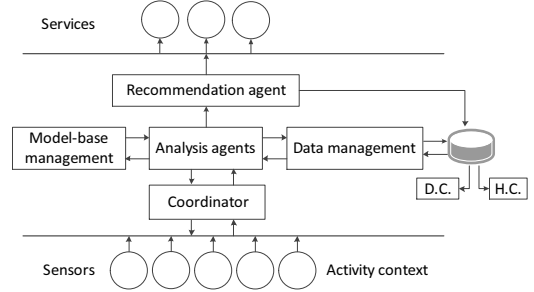 Services
Recommendation agent
Model-base
management
Analysis agents
Data management
D.C.
H.C.
Coordinator
Sensors
Activity context